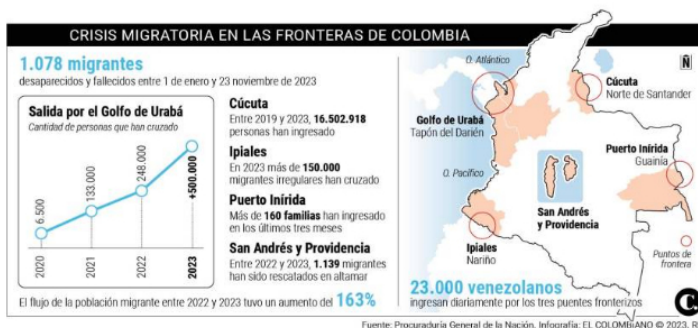 CRISIS MIGRATORIA EN LAS FRONTERAS DE COLOMBIA
1.078 migrantes
desaparecidos y fallecidos entre 1 de enero y 23 noviembre de 2023
Salida por el Golfo de Urabá
Cantidad de personas que han cruzado
6.500
133.000
248.000
+500.000
2020
2021
2022
2023
Cúcuta
Entre 2019 y 2023, 16.502.918
personas han ingresado
Ipiales
En 2023 más de 150.000
migrantes irregulares han cruzado
Puerto Inírida
Más de 160 familias han ingresado
en los últimos tres meses
San Andrés y Providencia
Entre 2022 y 2023, 1.139 migrantes
han sido rescatados en altamar
El flujo de la población migrante entre 2022 y 2023 tuvo un aumento del 163%
O. Atlántico
Ñ
Cúcuta
Norte de Santander
Golfo de Urabá
Tapón del Darién
Puerto Inírida
Guainía
O. Pacífico
San Andrés
y Providencia
Ipiales
Nariño
Puntos de
frontera
23.000 venezolanos
ingresan diariamente por los tres puentes fronterizos
C
Fuente: Procuraduría General de la Nación. Infografía: EL COLOMBIANO © 2023.